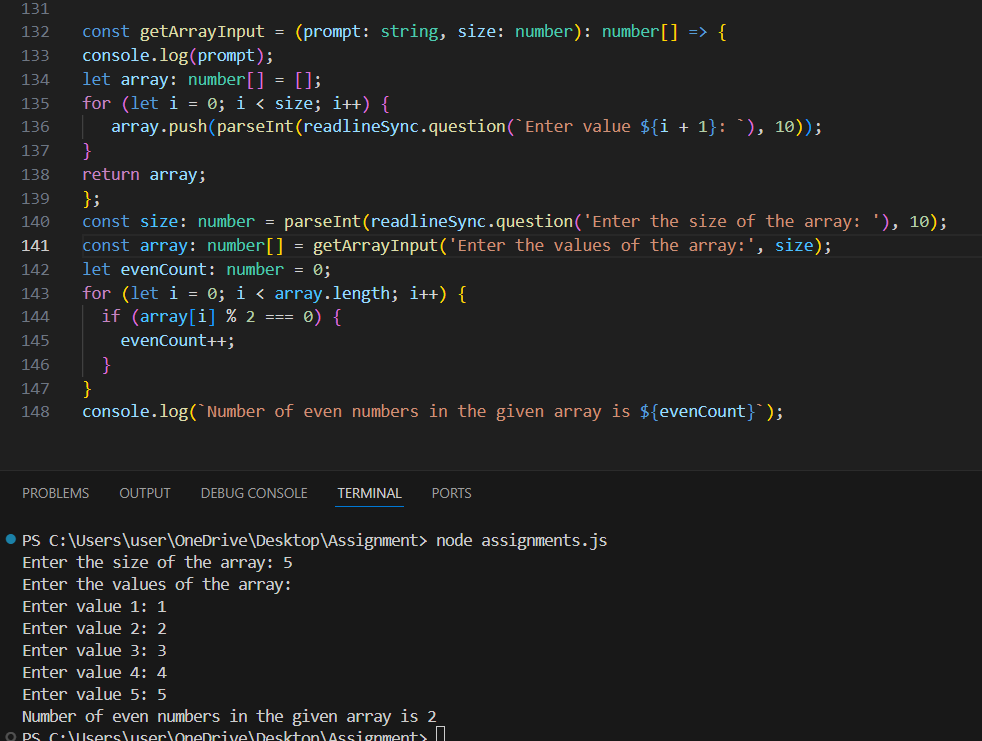 131
132 const getArrayInput = (prompt: string, size: number): number[] => {
133 console.log(prompt);
134 let array: number[] = [];
135 for (let i = 0; i < size; i++) {
136    array.push(parseInt(readlineSync.question(`Enter value ${i + 1}: `), 10));
137 }
138 return array;
139 };
140 const size: number = parseInt(readlineSync.question('Enter the size of the array: '), 10);
141 const array: number[] = getArrayInput('Enter the values of the array:', size);
142 let evenCount: number = 0;
143 for (let i = 0; i < array.length; i++) {
144   if (array[i] % 2 === 0) {
145     evenCount++;
146   }
147 }
148 console.log(`Number of even numbers in the given array is ${evenCount}`);
PROBLEMS OUTPUT DEBUG CONSOLE TERMINAL PORTS
PS C:\Users\user\OneDrive\Desktop\Assignment> node assignments.js
Enter the size of the array: 5
Enter the values of the array:
Enter value 1: 1
Enter value 2: 2
Enter value 3: 3
Enter value 4: 4
Enter value 5: 5
Number of even numbers in the given array is 2
PS C:\Users\user\OneDrive\Desktop\Assignment>